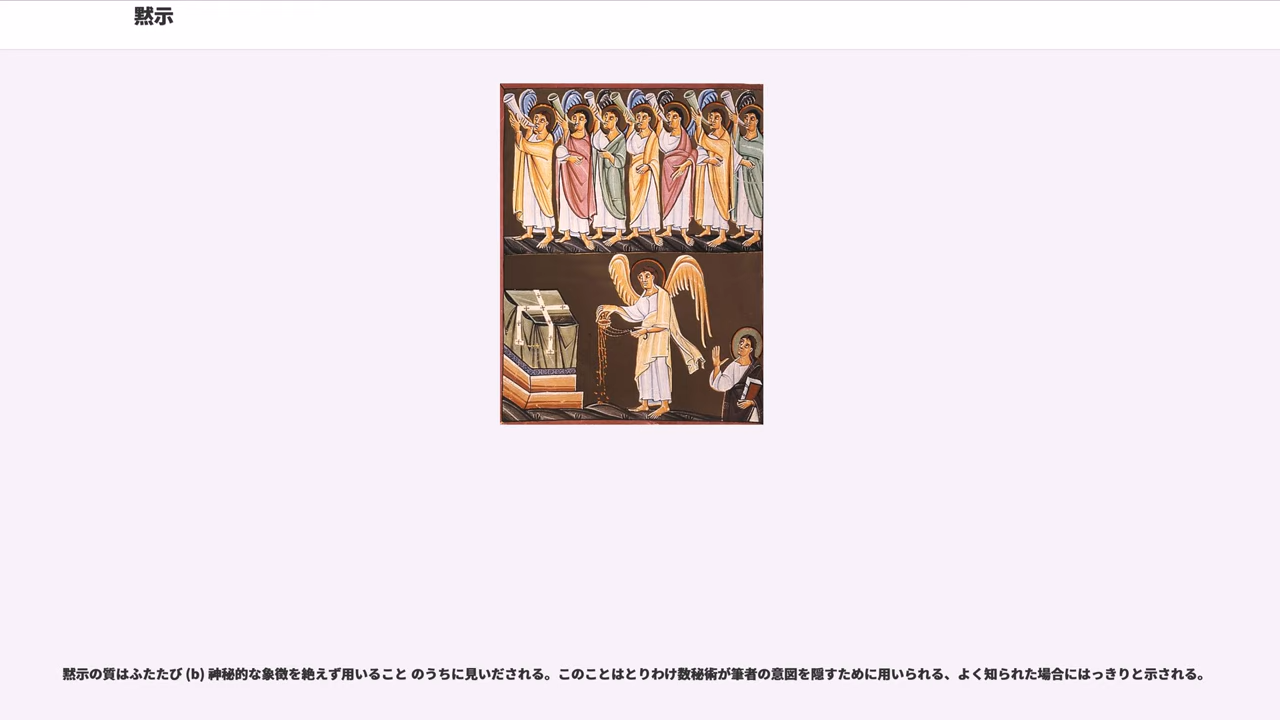 黙示
黙示の質はふたたび (b) 神秘的な象徴を絶えず用いること のうちに見いだされる。このことはとりわけ数秘術が筆者の意図を隠すために用いられる、よく知られた場合にはっきりと示される。